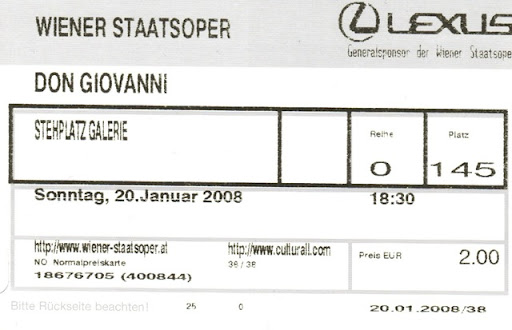 WIENER STAATSOPER
LEXUS
Generalsponsor der Wiener Staatsope
DON GIOVANNI
STEHPLATZ GALERIE
Reihe Platz
0 145
Sonntag, 20.Januar 2008 18:30
http://www.wiener-staatsoper.at http://www.culturall.com
NO Normalpreiskarte 38 / 38
Preis EUR 2.00
18676705 (400844)
Bitte Rückseite beachten! 25 0 20.01.2008/38